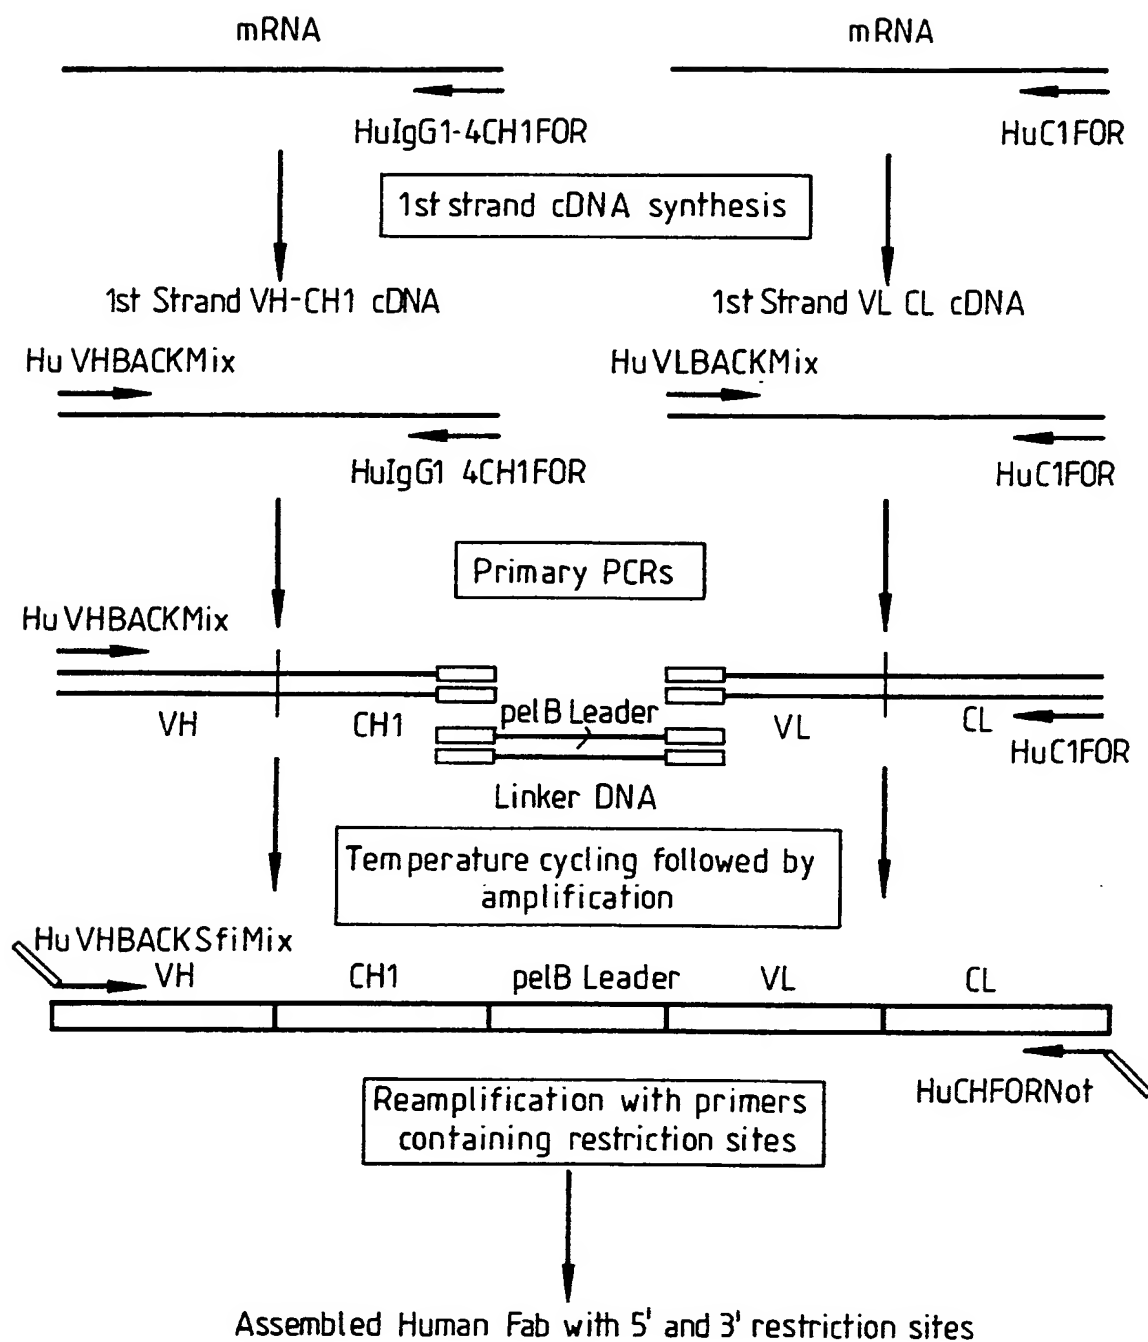 mRNA
mRNA
HuIgG1-4CH1FOR
HuC1FOR
1st strand cDNA synthesis
1st Strand VH-CH1 cDNA
1st Strand VL CL cDNA
Hu VHBACKMix
Hu VLBACKMix
HuIgG1 4CH1FOR
HuC1FOR
Primary PCRs
Hu VHBACKMix
VH
CH1
pelB Leader
VL
CL
HuC1FOR
Linker DNA
Temperature cycling followed by
amplification
Hu VHBACKSfiMix
VH
CH1
pelB Leader
VL
CL
HuCHFORNot
Reamplification with primers
containing restriction sites
Assembled Human Fab with 5' and 3' restriction sites